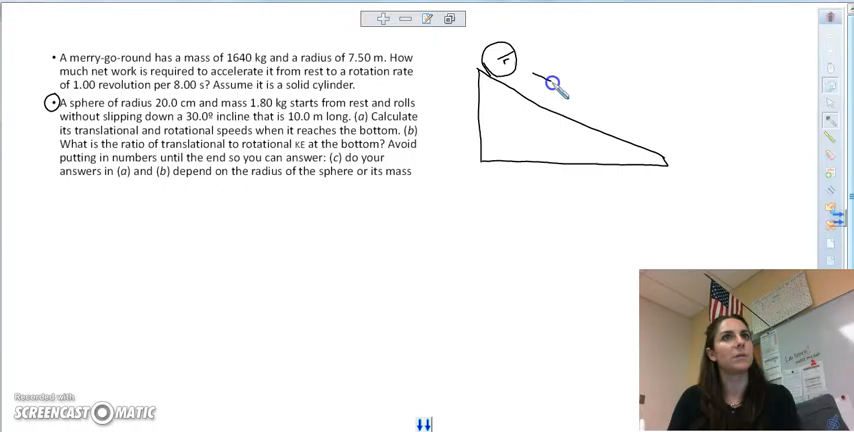 • A merry-go-round has a mass of 1640 kg and a radius of 7.50 m. How
much net work is required to accelerate it from rest to a rotation rate
of 1.00 revolution per 8.00 s? Assume it is a solid cylinder.
• A sphere of radius 20.0 cm and mass 1.80 kg starts from rest and rolls
without slipping down a 30.0º incline that is 10.0 m long. (a) Calculate
its translational and rotational speeds when it reaches the bottom. (b)
What is the ratio of translational to rotational KE at the bottom? Avoid
putting in numbers until the end so you can answer: (c) do your
answers in (a) and (b) depend on the radius of the sphere or its mass
r
Recorded with
SCREENCAST MATIC